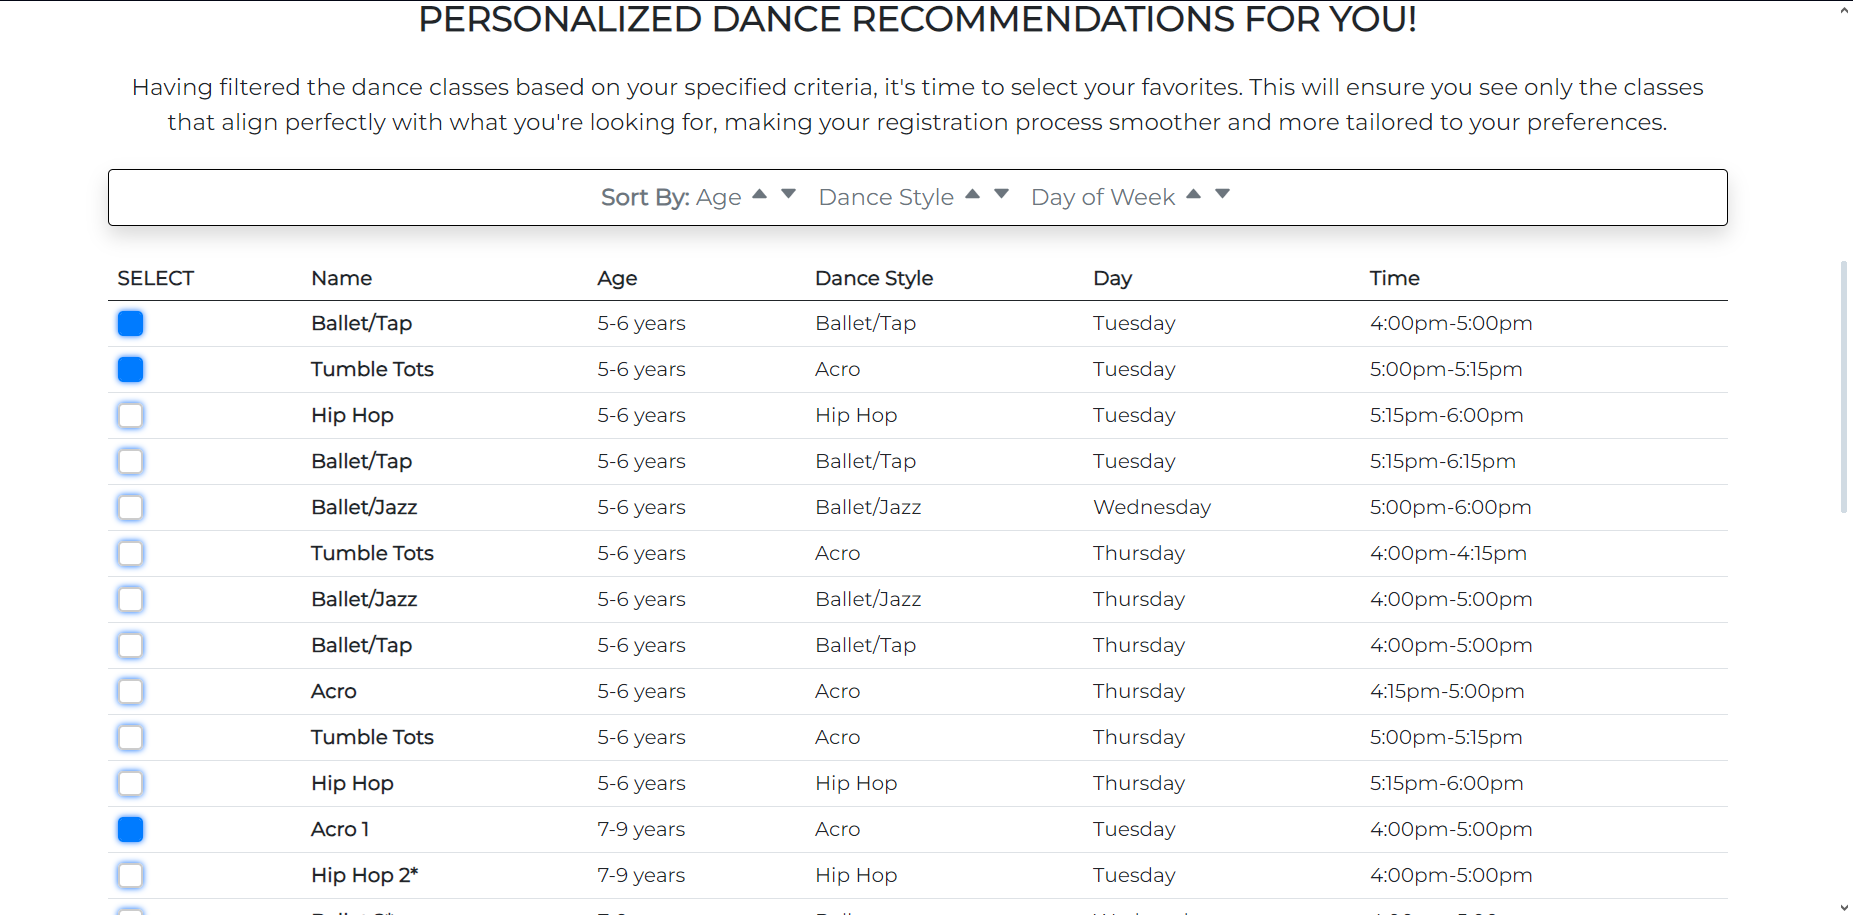 PERSONALIZED DANCE RECOMMENDATIONS FOR YOU!
Having filtered the dance classes based on your specified criteria, it's time to select your favorites. This will ensure you see only the classes
that align perfectly with what you're looking for, making your registration process smoother and more tailored to your preferences.
Sort By: Age Dance Style Day of Week
SELECT Name Age Dance Style Day Time
Ballet/Tap 5-6 years Ballet/Tap Tuesday 4:00pm-5:00pm
Tumble Tots 5-6 years Acro Tuesday 5:00pm-5:15pm
Hip Hop 5-6 years Hip Hop Tuesday 5:15pm-6:00pm
Ballet/Tap 5-6 years Ballet/Tap Tuesday 5:15pm-6:15pm
Ballet/Jazz 5-6 years Ballet/Jazz Wednesday 5:00pm-6:00pm
Tumble Tots 5-6 years Acro Thursday 4:00pm-4:15pm
Ballet/Jazz 5-6 years Ballet/Jazz Thursday 4:00pm-5:00pm
Ballet/Tap 5-6 years Ballet/Tap Thursday 4:00pm-5:00pm
Acro 5-6 years Acro Thursday 4:15pm-5:00pm
Tumble Tots 5-6 years Acro Thursday 5:00pm-5:15pm
Hip Hop 5-6 years Hip Hop Thursday 5:15pm-6:00pm
Acro 1 7-9 years Acro Tuesday 4:00pm-5:00pm
Hip Hop 2* 7-9 years Hip Hop Tuesday 4:00pm-5:00pm